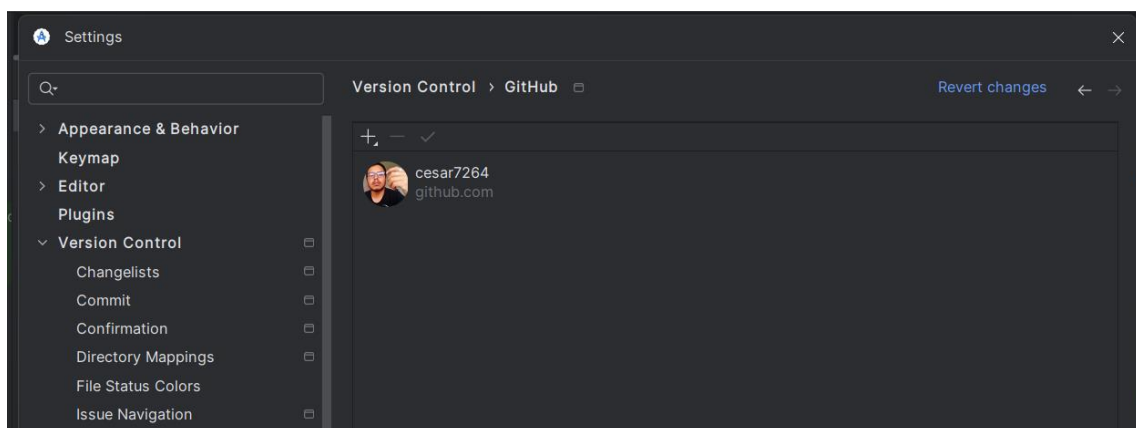 Settings
Version Control > GitHub
Revert changes
Appearance & Behavior
Keymap
Editor
Plugins
Version Control
Changelists
Commit
Confirmation
Directory Mappings
File Status Colors
Issue Navigation
cesar7264
github.com